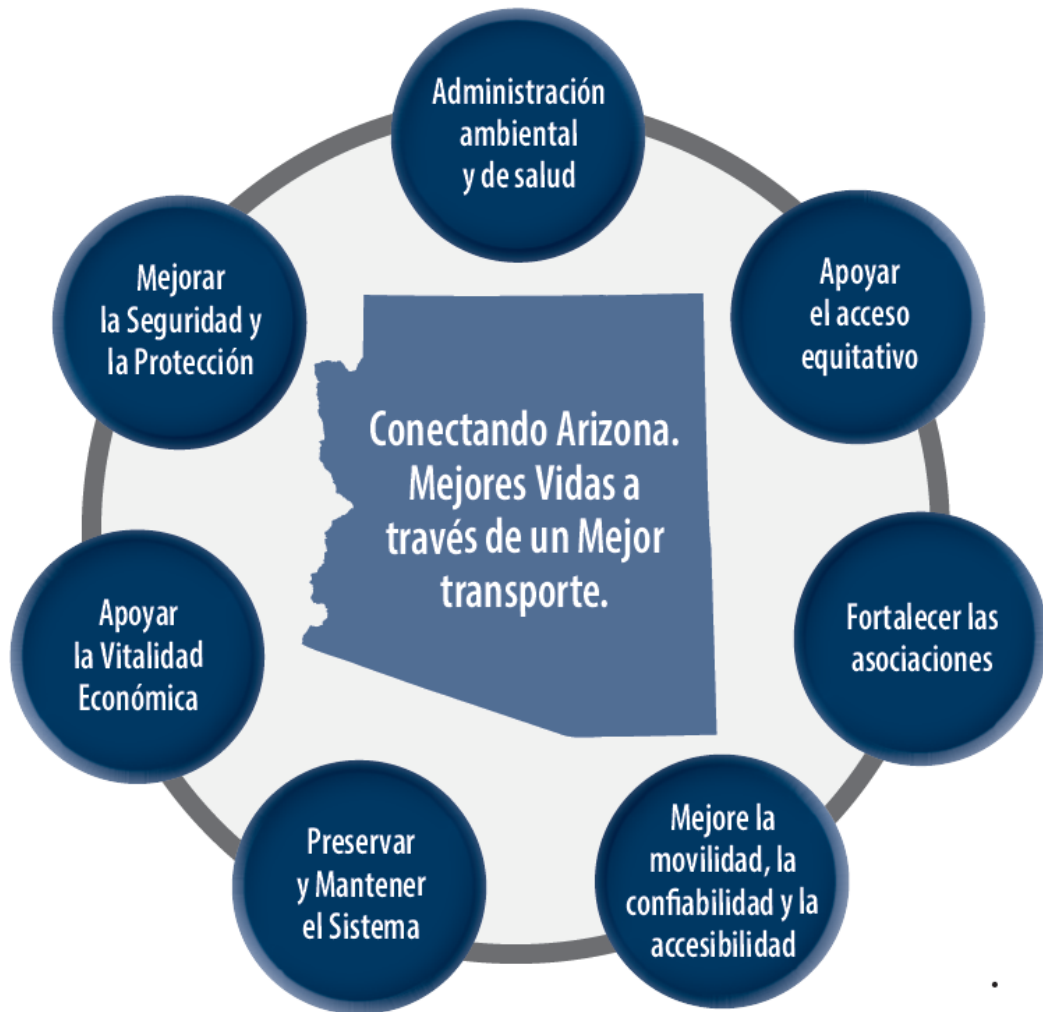 Administración
ambiental
y de salud
Apoyar
el acceso
equitativo
Fortalecer las
asociaciones
Mejore la
movilidad, la
confiabilidad y la
accesibilidad
Preservar
y Mantener
el Sistema
Apoyar
la Vitalidad
Económica
Mejorar
la Seguridad y
la Protección
Conectando Arizona.
Mejores Vidas a
través de un Mejor
transporte.
.